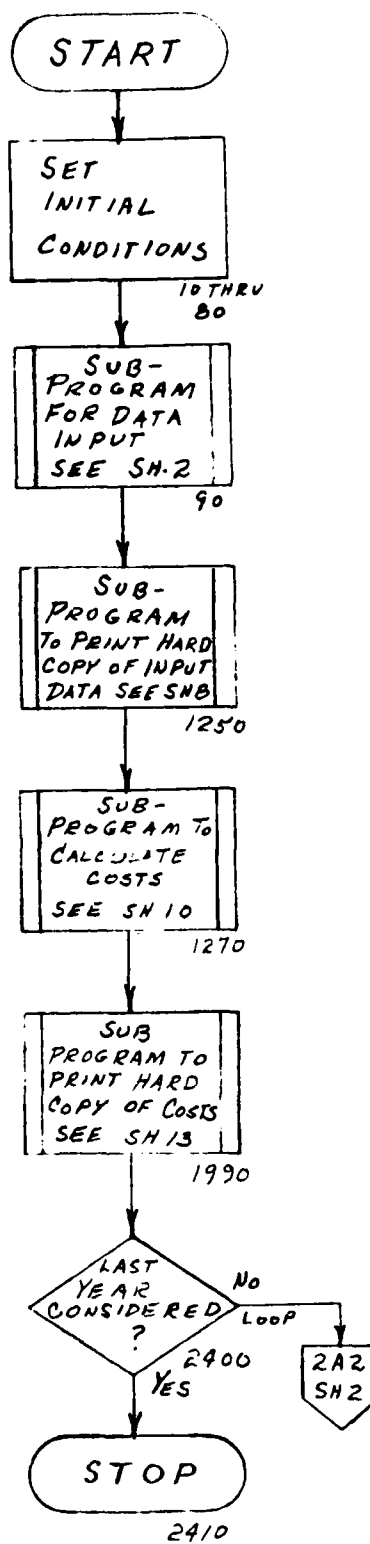 START
SET
INITIAL
CONDITIONS
10 THRU
80
SUB-
PROGRAM
FOR DATA
INPUT
SEE SH.2
90
SUB-
PROGRAM
TO PRINT HARD
COPY OF INPUT
DATA SEE SH8
1250
SUB-
PROGRAM TO
CALCULATE
COSTS
SEE SH 10
1270
SUB
PROGRAM TO
PRINT HARD
COPY OF COSTS
SEE SH 13
1990
LAST
YEAR
CONSIDERED
?
NO
LOOP
2400
YES
2A2
SH2
STOP
2410